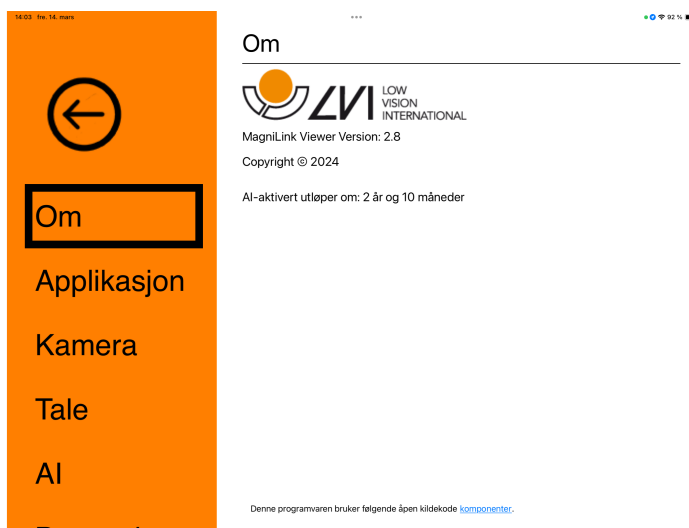 14:03 fre. 14. mars
92 %
Om
LVI LOW
VISION
INTERNATIONAL
MagniLink Viewer Version: 2.8
Copyright © 2024
AI-aktivert utløper om: 2 år og 10 måneder
Om
Applikasjon
Kamera
Tale
AI
Denne programvaren bruker følgende åpen kildekode komponenter.